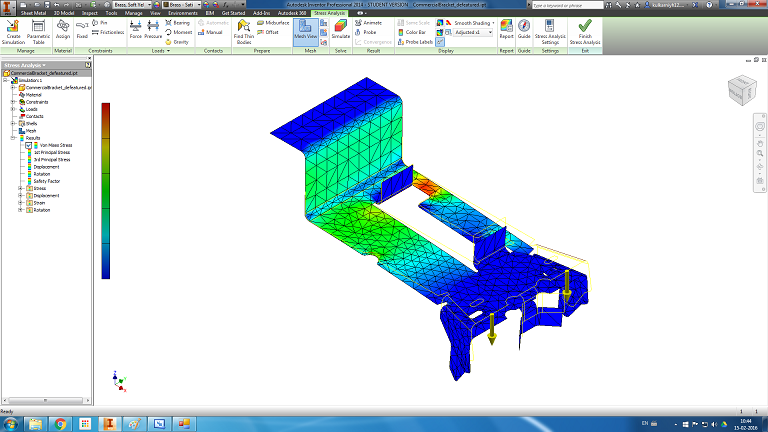 Brass, Soft Yel
Brass - Sati
Autodesk Inventor Professional 2014 - STUDENT VERSION CommercialBracket_defeatured.ipt
Type a keyword or phrase
kulkarniyh12...
Sheet Metal 3D Model Inspect Tools Manage View Environments BIM Get Started Add-Ins Autodesk 360 Stress Analysis
Create Simulation
Parametric Table
Assign
Fixed
Pin
Frictionless
Force
Pressure
Bearing
Moment
Gravity
Automatic
Manual
Find Thin Bodies
Midsurface
Offset
Mesh View
Simulate
Animate
Probe
Convergence
Same Scale
Color Bar
Probe Labels
Smooth Shading
Adjusted x1
Report
Guide
Stress Analysis Settings
Finish Stress Analysis
Manage Material Constraints Loads Contacts Prepare Mesh Solve Result Display Report Guide Settings Exit
Stress Analysis
CommercialBracket_defeatured.ipt
Simulation:1
CommercialBracket_defeatured.ipt
Material
Constraints
Loads
Contacts
Shells
Mesh
Results
Von Mises Stress
1st Principal Stress
3rd Principal Stress
Displacement
Rotation
Safety Factor
Stress
Displacement
Strain
Rotation
Ready
1 1
EN
10:44
15-02-2016